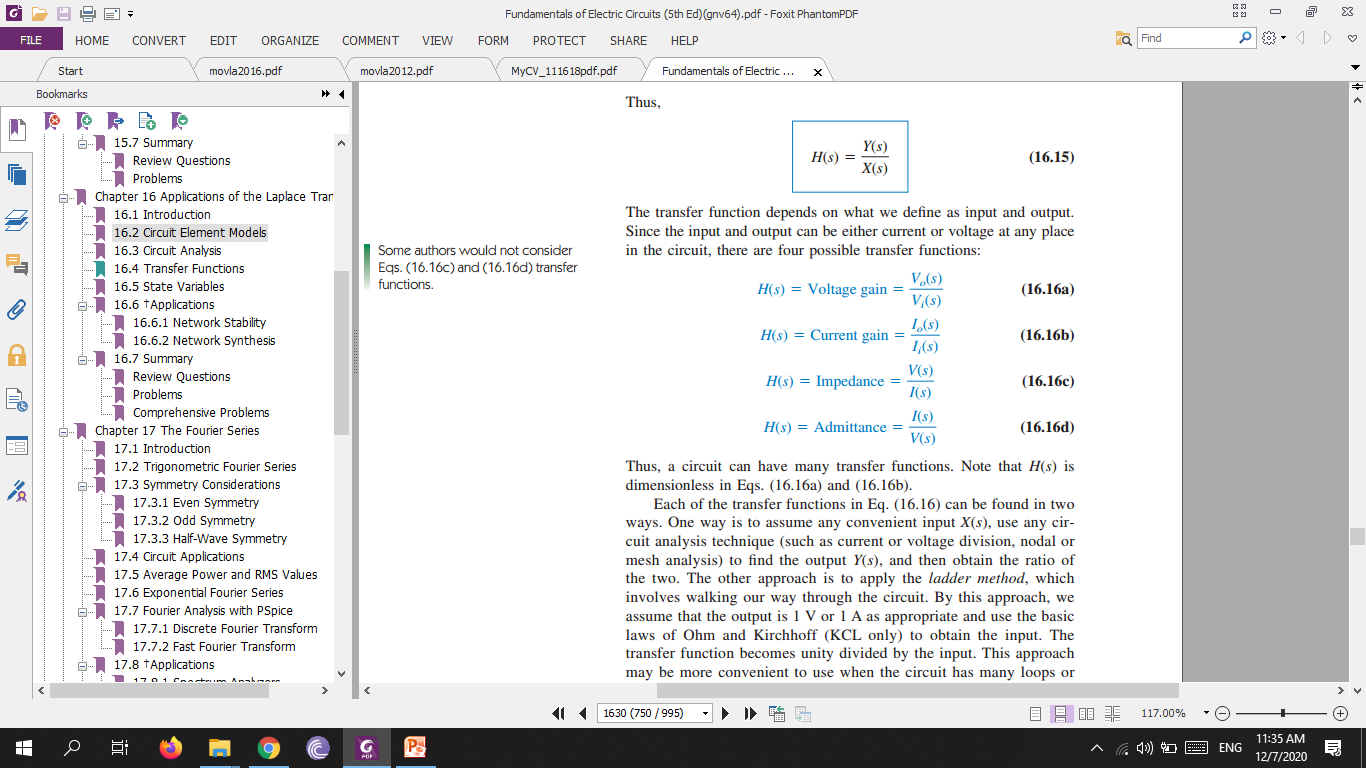 Fundamentals of Electric Circuits (5th Ed)(gnv64).pdf - Foxit PhantomPDF
FILE HOME CONVERT EDIT ORGANIZE COMMENT VIEW FORM PROTECT SHARE HELP
Find
Start movla2016.pdf movla2012.pdf MyCV_111618pdf.pdf Fundamentals of Electric ...
Bookmarks
15.7 Summary
Review Questions
Problems
Chapter 16 Applications of the Laplace Tran
16.1 Introduction
16.2 Circuit Element Models
16.3 Circuit Analysis
16.4 Transfer Functions
16.5 State Variables
16.6 †Applications
16.6.1 Network Stability
16.6.2 Network Synthesis
16.7 Summary
Review Questions
Problems
Comprehensive Problems
Chapter 17 The Fourier Series
17.1 Introduction
17.2 Trigonometric Fourier Series
17.3 Symmetry Considerations
17.3.1 Even Symmetry
17.3.2 Odd Symmetry
17.3.3 Half-Wave Symmetry
17.4 Circuit Applications
17.5 Average Power and RMS Values
17.6 Exponential Fourier Series
17.7 Fourier Analysis with PSpice
17.7.1 Discrete Fourier Transform
17.7.2 Fast Fourier Transform
17.8 †Applications
17.8.1 Spectrum Analyzers
Thus,
H(s) = Y(s) / X(s) (16.15)
The transfer function depends on what we define as input and output.
Since the input and output can be either current or voltage at any place
in the circuit, there are four possible transfer functions:
Some authors would not consider
Eqs. (16.16c) and (16.16d) transfer
functions.
H(s) = Voltage gain = Vo(s) / Vi(s) (16.16a)
H(s) = Current gain = Io(s) / Ii(s) (16.16b)
H(s) = Impedance = V(s) / I(s) (16.16c)
H(s) = Admittance = I(s) / V(s) (16.16d)
Thus, a circuit can have many transfer functions. Note that H(s) is
dimensionless in Eqs. (16.16a) and (16.16b).
Each of the transfer functions in Eq. (16.16) can be found in two
ways. One way is to assume any convenient input X(s), use any cir-
cuit analysis technique (such as current or voltage division, nodal or
mesh analysis) to find the output Y(s), and then obtain the ratio of
the two. The other approach is to apply the ladder method, which
involves walking our way through the circuit. By this approach, we
assume that the output is 1 V or 1 A as appropriate and use the basic
laws of Ohm and Kirchhoff (KCL only) to obtain the input. The
transfer function becomes unity divided by the input. This approach
may be more convenient to use when the circuit has many loops or
1630 (750 / 995)
117.00%
ENG
11:35 AM
12/7/2020